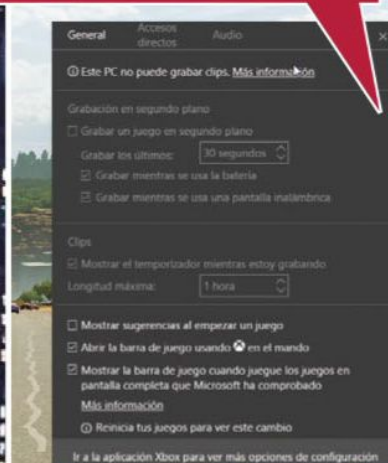 General
Accesos
directos
Audio
Este PC no puede grabar clips. Más información
Grabación en segundo plano
Grabar un juego en segundo plano
Grabar los últimos:
30 segundos
Grabar mientras se usa la batería
Grabar mientras se usa una pantalla inalámbrica
Clips
Mostrar el temporizador mientras estoy grabando
Longitud máxima:
1 hora
Mostrar sugerencias al empezar un juego
Abrir la barra de juego usando en el mando
Mostrar la barra de juego cuando juegue los juegos en
pantalla completa que Microsoft ha comprobado
Más información
Reinicia tus juegos para ver este cambio
Ir a la aplicación Xbox para ver más opciones de configuración